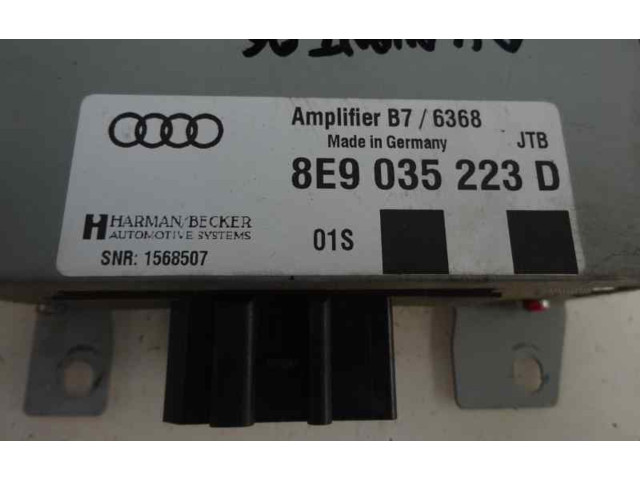 Amplifier B7 / 6368
Made in Germany
JTB
8E9 035 223 D
HARMAN/BECKER
AUTOMOTIVE SYSTEMS
01S
SNR: 1568507